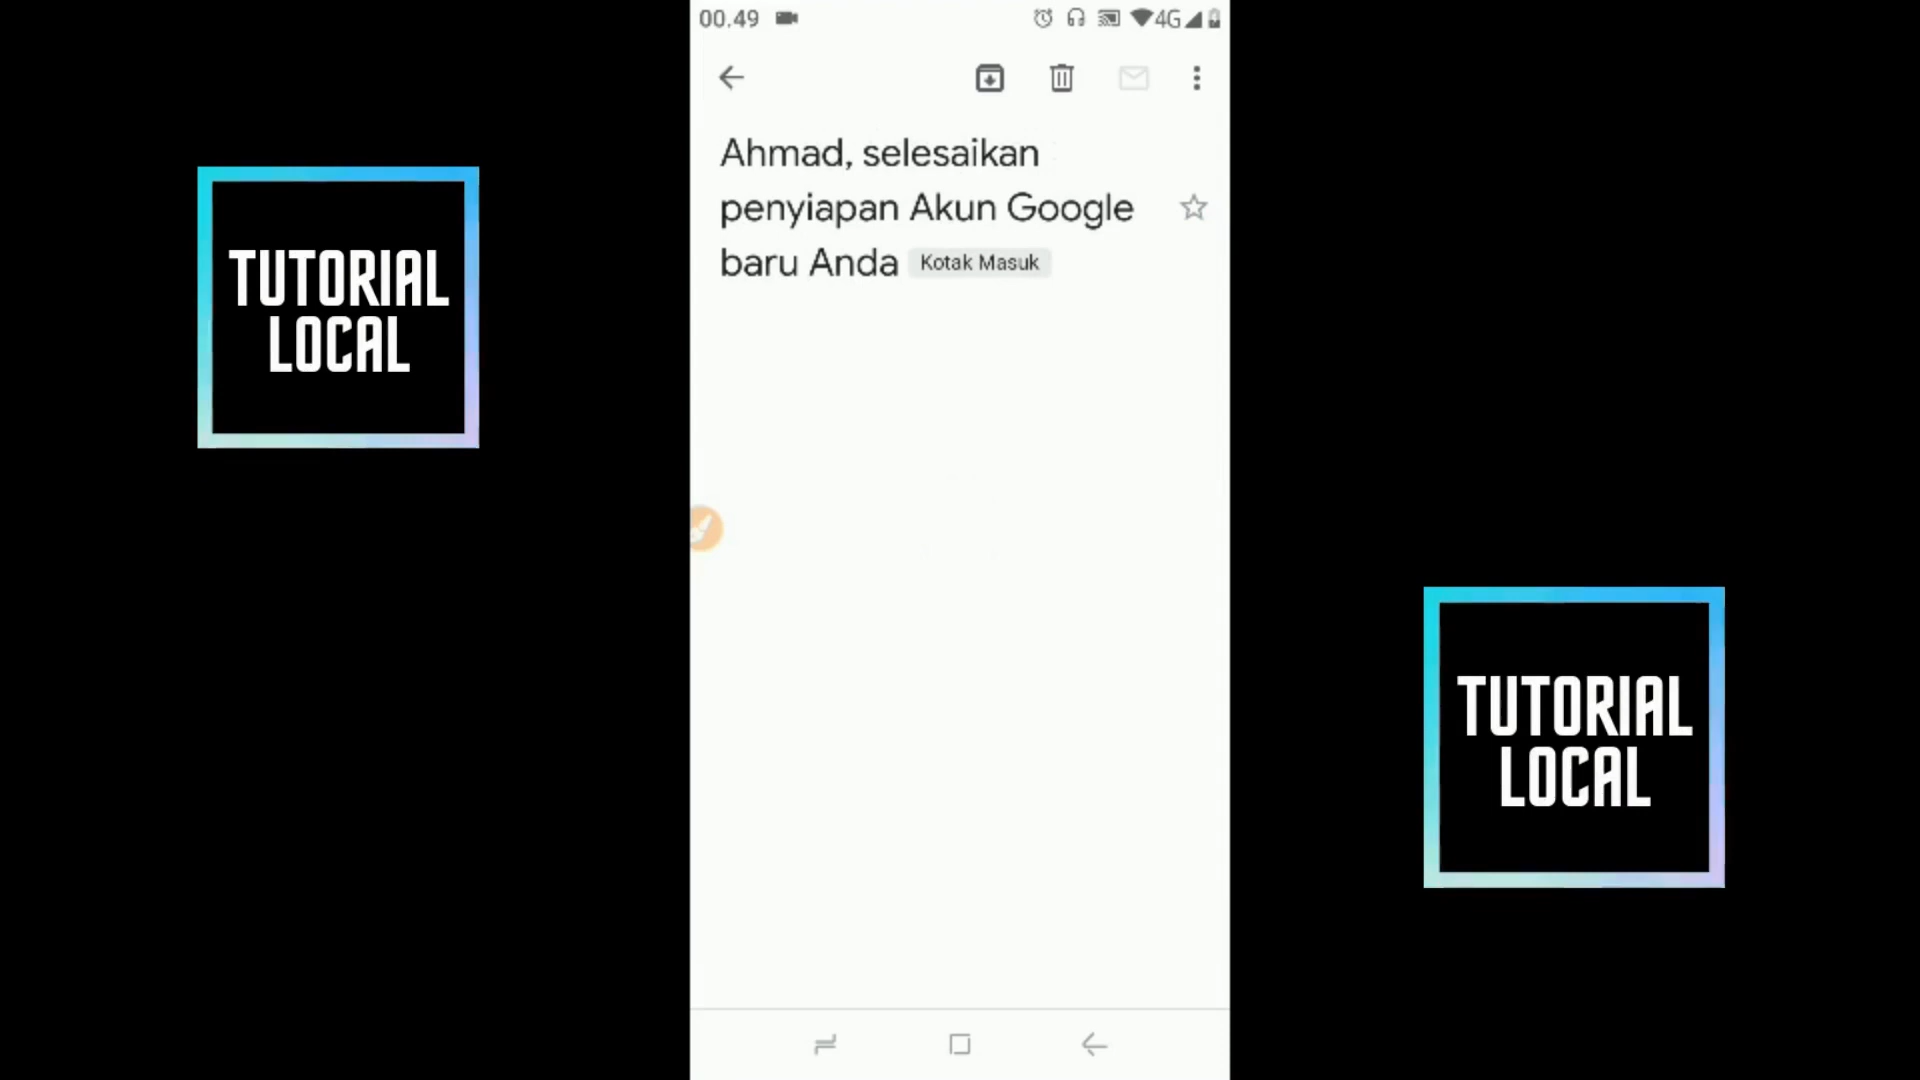 00.49
4G
Ahmad, selesaikan
penyiapan Akun Google
baru Anda Kotak Masuk
TUTORIAL
LOCAL
TUTORIAL
LOCAL